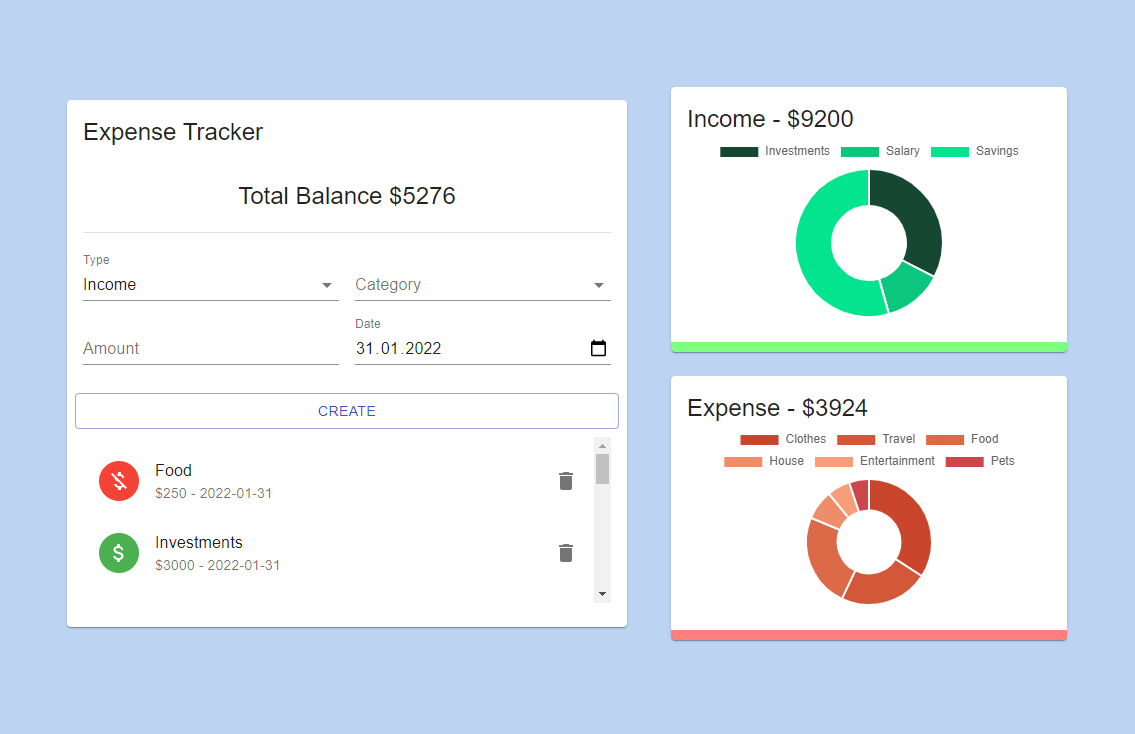 Expense Tracker
Total Balance $5276
Type
Income
Category
Amount
Date
31.01.2022
CREATE
Food
$250 - 2022-01-31
Investments
$3000 - 2022-01-31
Income - $9200
Investments Salary Savings
Expense - $3924
Clothes Travel Food
House Entertainment Pets